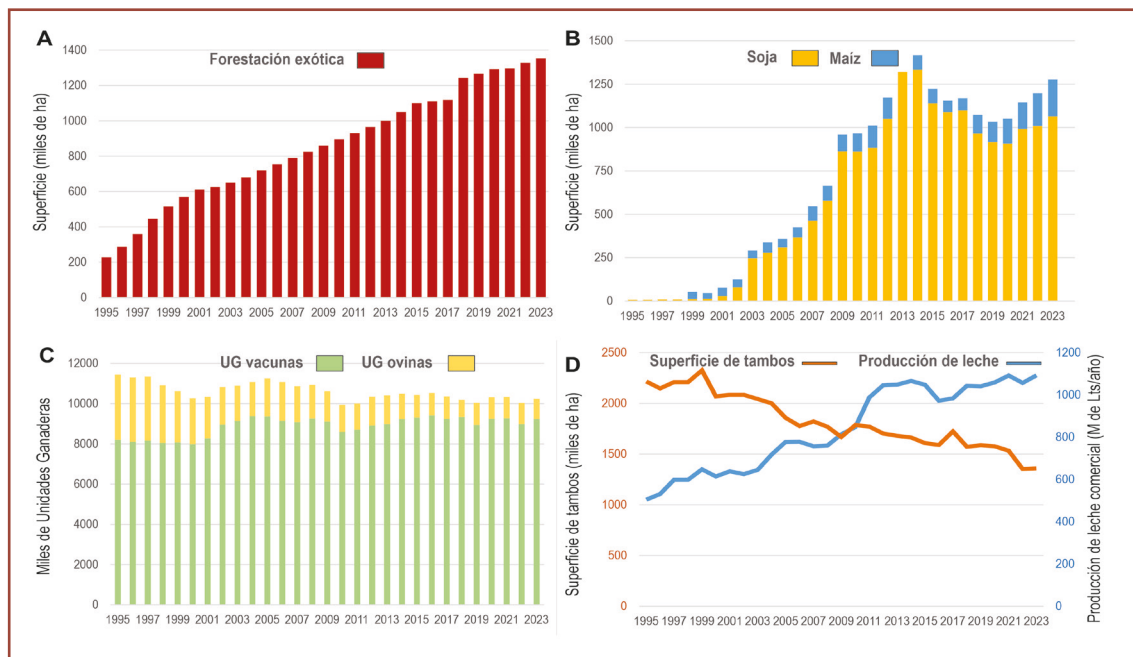 A
Forestación exótica
Superficie (miles de ha)
1400
1200
1000
800
600
400
200
0
1995 1997 1999 2001 2003 2005 2007 2009 2011 2013 2015 2017 2019 2021 2023
B
Soja Maíz
Superficie (miles de ha)
1500
1250
1000
750
500
250
0
1995 1997 1999 2001 2003 2005 2007 2009 2011 2013 2015 2017 2019 2021 2023
C
UG vacunas UG ovinas
Miles de Unidades Ganaderas
12000
10000
8000
6000
4000
2000
0
1995 1997 1999 2001 2003 2005 2007 2009 2011 2013 2015 2017 2019 2021 2023
D
Superficie de tambos Producción de leche
Superficie de tambos (miles de ha)
2500
2000
1500
1000
500
0
1995 1997 1999 2001 2003 2005 2007 2009 2011 2013 2015 2017 2019 2021 2023
1200
1000
800
600
400
200
0
Producción de leche comercial (M de Lts/año)